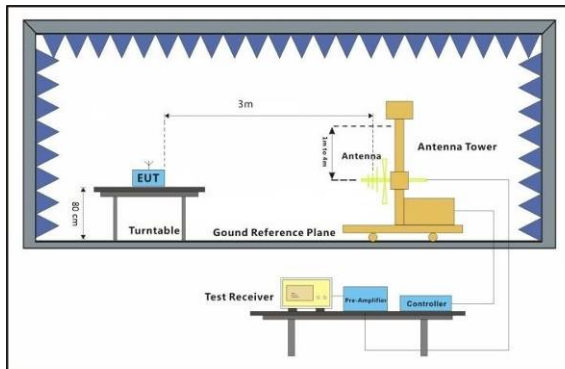 3m
1m to 4m
Antenna
Antenna Tower
EUT
80 cm
Turntable
Gound Reference Plane
Test Receiver
Pre-Amplifier
Controller